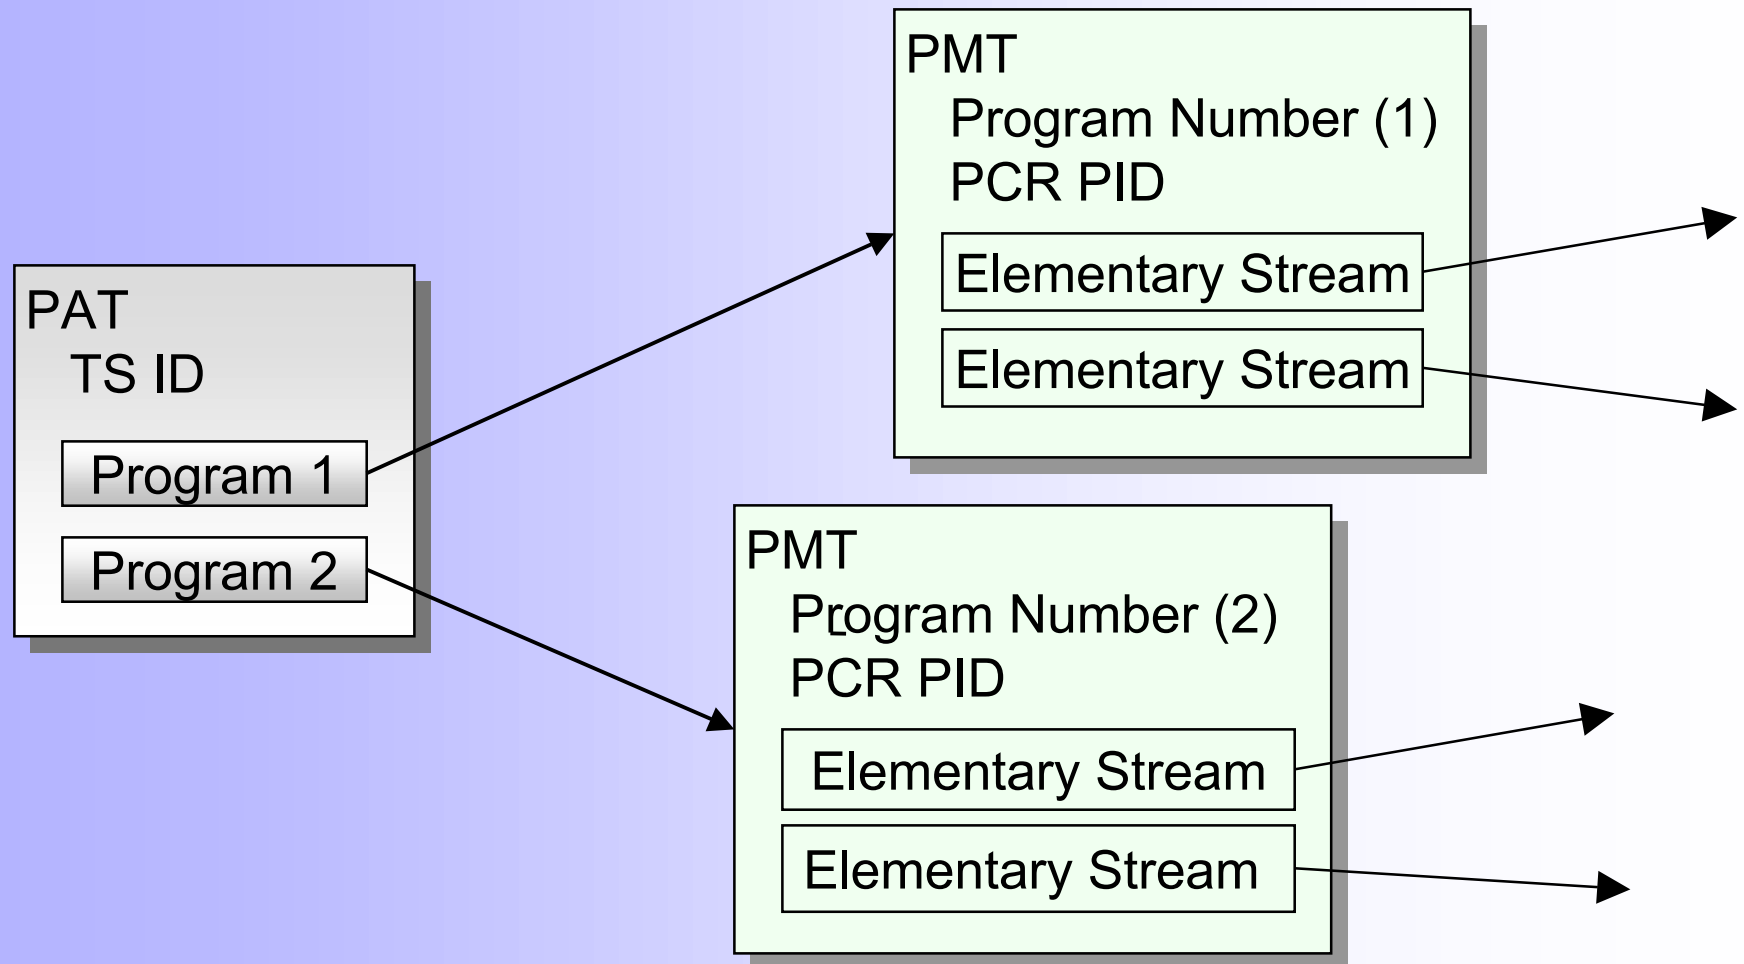 PAT
TS ID
Program 1
Program 2
PMT
Program Number (1)
PCR PID
Elementary Stream
Elementary Stream
PMT
Program Number (2)
PCR PID
Elementary Stream
Elementary Stream